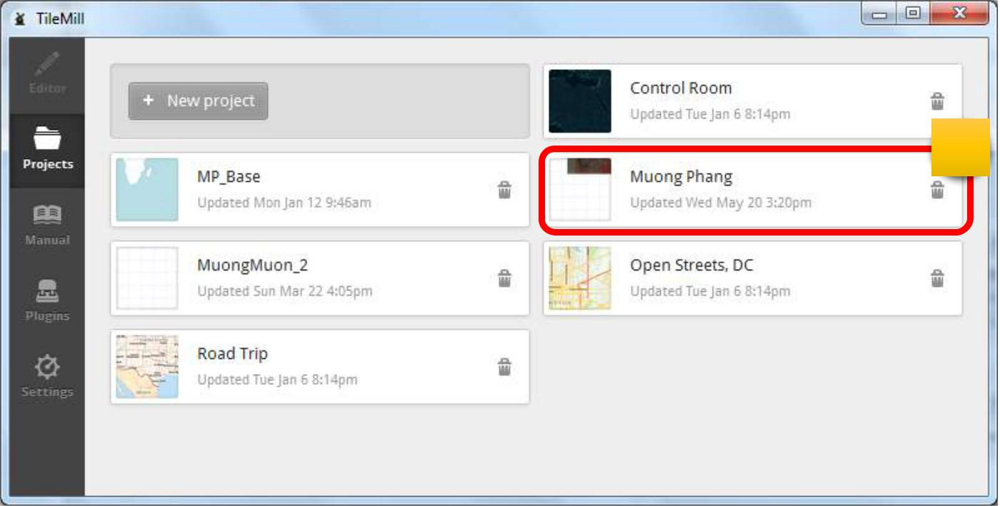 TileMill
Editor
Projects
Manual
Plugins
Settings
+ New project
Control Room
Updated Tue Jan 6 8:14pm
MP_Base
Updated Mon Jan 12 9:46am
Muong Phang
Updated Wed May 20 3:20pm
MuongMuon_2
Updated Sun Mar 22 4:05pm
Open Streets, DC
Updated Tue Jan 6 8:14pm
Road Trip
Updated Tue Jan 6 8:14pm